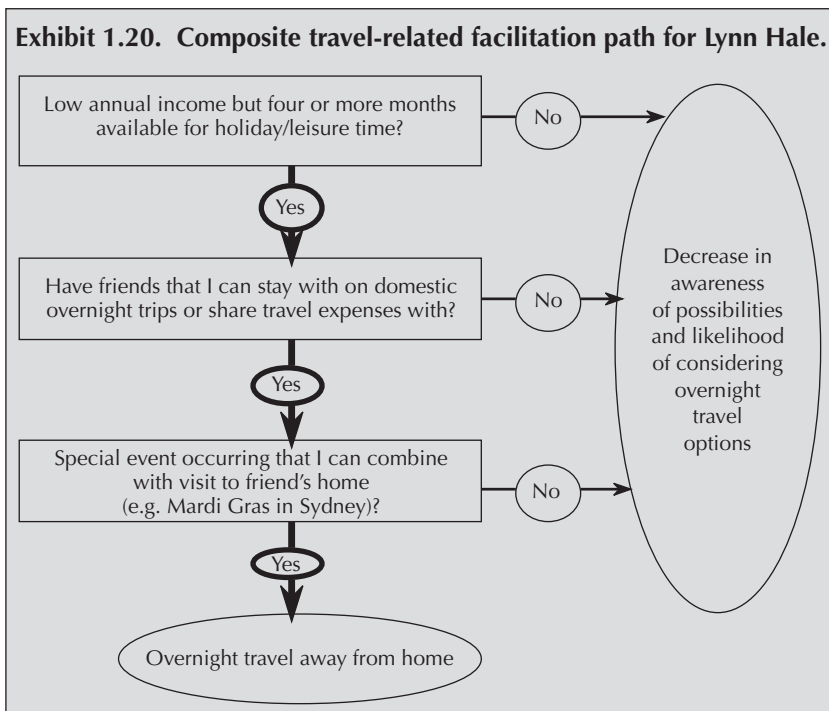 Exhibit 1.20. Composite travel-related facilitation path for Lynn Hale.
Low annual income but four or more months
available for holiday/leisure time?
No
Yes
Have friends that I can stay with on domestic
overnight trips or share travel expenses with?
No
Yes
Special event occurring that I can combine
with visit to friend's home
(e.g. Mardi Gras in Sydney)?
No
Yes
Overnight travel away from home
Decrease in
awareness
of possibilities
and likelihood
of considering
overnight
travel
options